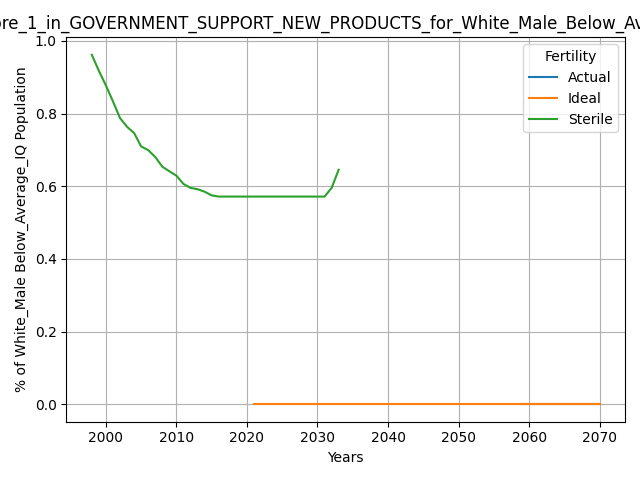 ore_1_in_GOVERNMENT_SUPPORT_NEW_PRODUCTS_for_White_Male_Below_Av
% of White_Male Below_Average_IQ Population
1.0
0.8
0.6
0.4
0.2
0.0
Fertility
Actual
Ideal
Sterile
2000 2010 2020 2030 2040 2050 2060 2070
Years